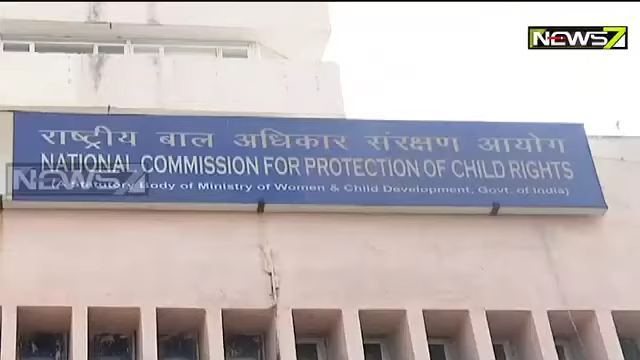 NEWS7
राष्ट्रीय बाल अधिकार संरक्षण आयोग
NATIONAL COMMISSION FOR PROTECTION OF CHILD RIGHTS
(A Statutory Body of Ministry of Women & Child Development, Govt. of India)
NEWS7